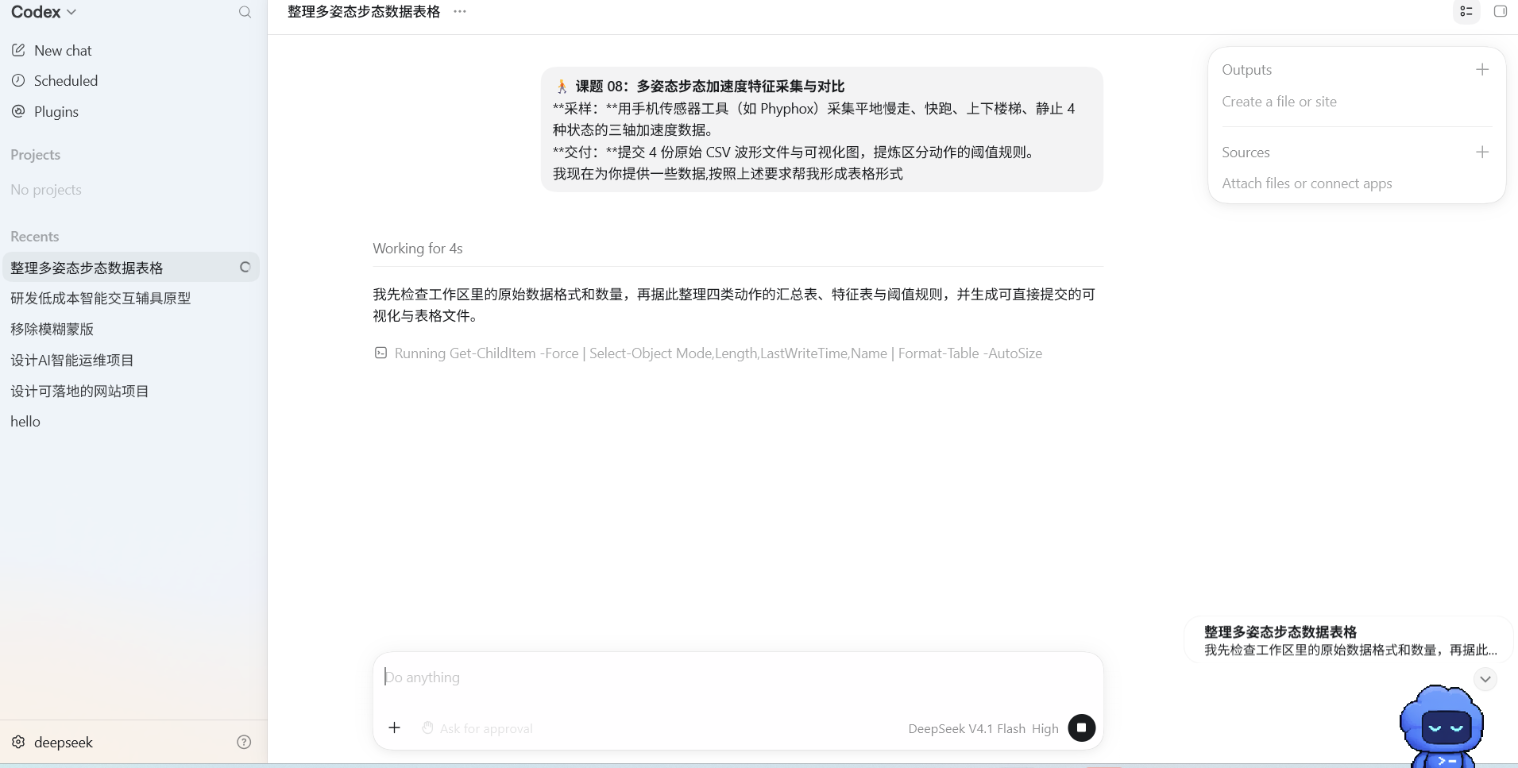 Codex
New chat
Scheduled
Plugins
Projects
No projects
Recents
整理多姿态步态数据表格
研发低成本智能交互辅具原型
移除模糊蒙版
设计AI智能运维项目
设计可落地的网站项目
hello
deepseek
整理多姿态步态数据表格
🚶 课题 08：多姿态步态加速度特征采集与对比
**采样：**用手机传感器工具（如 Phyphox）采集平地慢走、快跑、上下楼梯、静止 4
种状态的三轴加速度数据。
**交付：**提交 4 份原始 CSV 波形文件与可视化图，提炼区分动作的阈值规则。
我现在为你提供一些数据,按照上述要求帮我形成表格形式
Working for 4s
我先检查工作区里的原始数据格式和数量，再据此整理四类动作的汇总表、特征表与阈值规则，并生成可直接提交的可
视化与表格文件。
Running Get-ChildItem -Force | Select-Object Mode,Length,LastWriteTime,Name | Format-Table -AutoSize
Do anything
Ask for approval
DeepSeek V4.1 Flash High
Outputs
Create a file or site
Sources
Attach files or connect apps
整理多姿态步态数据表格
我先检查工作区里的原始数据格式和数量，再据此...